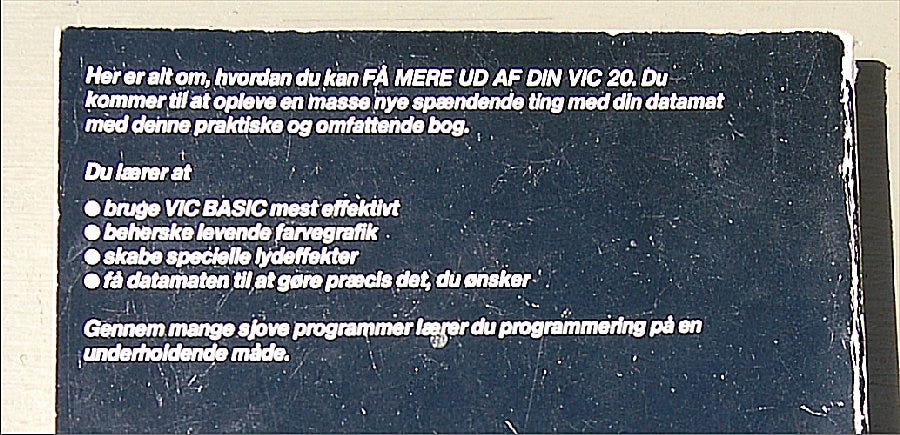 Her er alt om, hvordan du kan FÅ MERE UD AF DIN VIC 20. Du
kommer til at opleve en masse nye spændende ting med din datamat
med denne praktiske og omfattende bog.
Du lærer at
● bruge VIC BASIC mest effektivt
● beherske levende farvegrafik
● skabe specielle lydeffekter
● få datamaten til at gøre præcis det, du ønsker
Gennem mange sjove programmer lærer du programmering på en
underholdende måde.